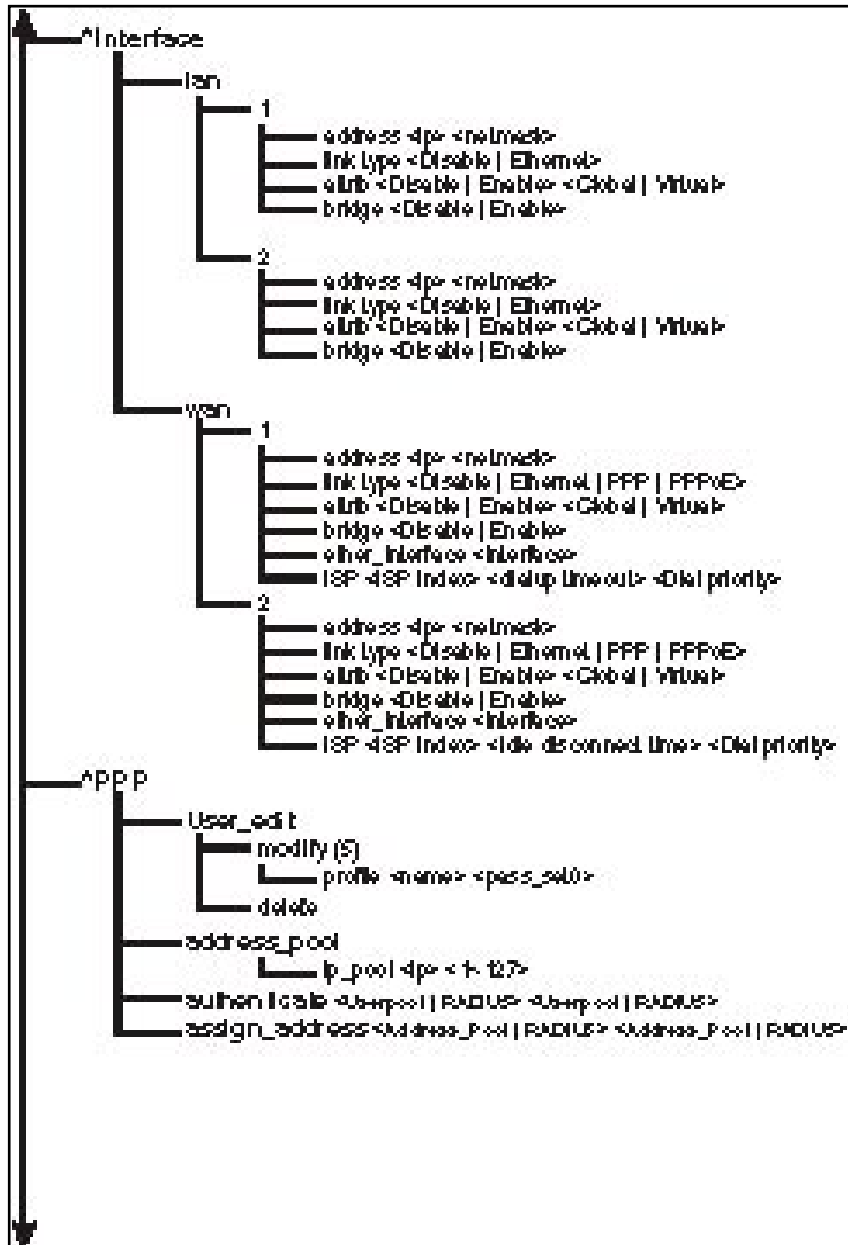 ^Interface
lan
1
address <ip> <netmask>
link type <Disable | Ethernet>
attrib <Disable | Enable> <Global | Virtual>
bridge <Disable | Enable>
2
address <ip> <netmask>
link type <Disable | Ethernet>
attrib <Disable | Enable> <Global | Virtual>
bridge <Disable | Enable>
wan
1
address <ip> <netmask>
link type <Disable | Ethernet | PPP | PPPoE>
attrib <Disable | Enable> <Global | Virtual>
bridge <Disable | Enable>
ether_interface <interface>
ISP <ISP index> <dialup timeout> <Dial priority>
2
address <ip> <netmask>
link type <Disable | Ethernet | PPP | PPPoE>
attrib <Disable | Enable> <Global | Virtual>
bridge <Disable | Enable>
ether_interface <interface>
ISP <ISP index> <idle disconnect time> <Dial priority>
^PPP
User_edit
modify (5)
profile <name> <pass_set0>
delete
address_pool
ip_pool <ip> <1~127>
authenticate <Userpool | RADIUS> <Userpool | RADIUS>
assign_address <Address_Pool | RADIUS> <Address_Pool | RADIUS>